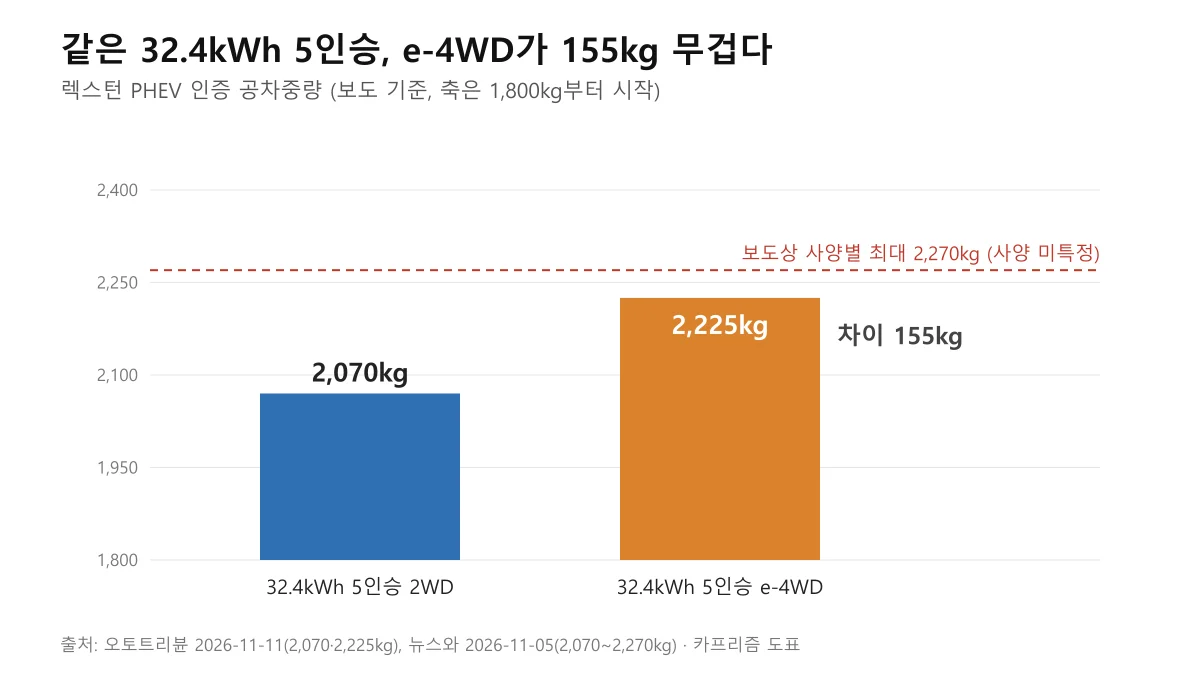 같은 32.4kWh 5인승, e-4WD가 155kg 무겁다
렉스턴 PHEV 인증 공차중량 (보도 기준, 축은 1,800kg부터 시작)
2,400
보도상 사양별 최대 2,270kg (사양 미특정)
2,250
2,225kg
차이 155kg
2,100
2,070kg
1,950
1,800
32.4kWh 5인승 2WD
32.4kWh 5인승 e-4WD
출처: 오토트리뷴 2026-11-11(2,070·2,225kg), 뉴스와 2026-11-05(2,070~2,270kg) · 카프리즘 도표